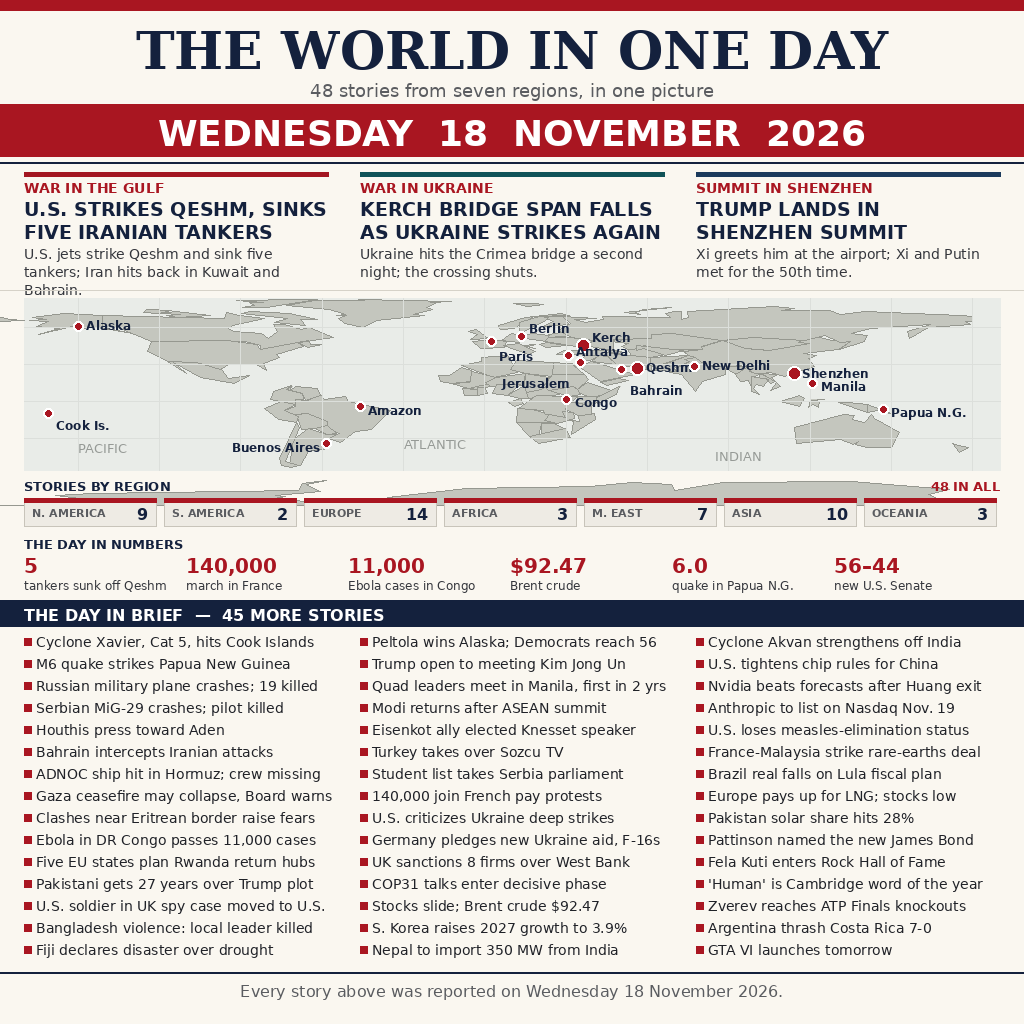 THE WORLD IN ONE DAY
48 stories from seven regions, in one picture
WEDNESDAY 18 NOVEMBER 2026
WAR IN THE GULF
U.S. STRIKES QESHM, SINKS
FIVE IRANIAN TANKERS
U.S. jets strike Qeshm and sink five
tankers; Iran hits back in Kuwait and
Bahrain.
WAR IN UKRAINE
KERCH BRIDGE SPAN FALLS
AS UKRAINE STRIKES AGAIN
Ukraine hits the Crimea bridge a second
night; the crossing shuts.
SUMMIT IN SHENZHEN
TRUMP LANDS IN
SHENZHEN SUMMIT
Xi greets him at the airport; Xi and Putin
met for the 50th time.
Alaska
Berlin
Kerch
Paris
Antalya
Qeshm
New Delhi
Shenzhen
Jerusalem
Bahrain
Manila
Congo
Amazon
Papua N.G.
Cook Is.
Buenos Aires
PACIFIC
ATLANTIC
INDIAN
STORIES BY REGION
48 IN ALL
N. AMERICA 9
S. AMERICA 2
EUROPE 14
AFRICA 3
M. EAST 7
ASIA 10
OCEANIA 3
THE DAY IN NUMBERS
5
tankers sunk off Qeshm
140,000
march in France
11,000
Ebola cases in Congo
$92.47
Brent crude
6.0
quake in Papua N.G.
56–44
new U.S. Senate
THE DAY IN BRIEF — 45 MORE STORIES
Cyclone Xavier, Cat 5, hits Cook Islands
M6 quake strikes Papua New Guinea
Russian military plane crashes; 19 killed
Serbian MiG-29 crashes; pilot killed
Houthis press toward Aden
Bahrain intercepts Iranian attacks
ADNOC ship hit in Hormuz; crew missing
Gaza ceasefire may collapse, Board warns
Clashes near Eritrean border raise fears
Ebola in DR Congo passes 11,000 cases
Five EU states plan Rwanda return hubs
Pakistani gets 27 years over Trump plot
U.S. soldier in UK spy case moved to U.S.
Bangladesh violence: local leader killed
Fiji declares disaster over drought
Peltola wins Alaska; Democrats reach 56
Trump open to meeting Kim Jong Un
Quad leaders meet in Manila, first in 2 yrs
Modi returns after ASEAN summit
Eisenkot ally elected Knesset speaker
Turkey takes over Sozcu TV
Student list takes Serbia parliament
140,000 join French pay protests
U.S. criticizes Ukraine deep strikes
Germany pledges new Ukraine aid, F-16s
UK sanctions 8 firms over West Bank
COP31 talks enter decisive phase
Stocks slide; Brent crude $92.47
S. Korea raises 2027 growth to 3.9%
Nepal to import 350 MW from India
Cyclone Akvan strengthens off India
U.S. tightens chip rules for China
Nvidia beats forecasts after Huang exit
Anthropic to list on Nasdaq Nov. 19
U.S. loses measles-elimination status
France-Malaysia strike rare-earths deal
Brazil real falls on Lula fiscal plan
Europe pays up for LNG; stocks low
Pakistan solar share hits 28%
Pattinson named the new James Bond
Fela Kuti enters Rock Hall of Fame
'Human' is Cambridge word of the year
Zverev reaches ATP Finals knockouts
Argentina thrash Costa Rica 7-0
GTA VI launches tomorrow
Every story above was reported on Wednesday 18 November 2026.